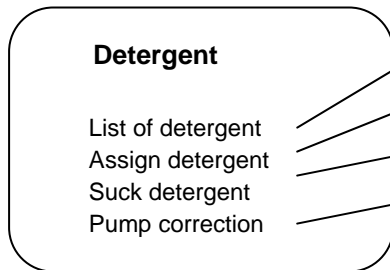 Detergent
List of detergent
Assign detergent
Suck detergent
Pump correction